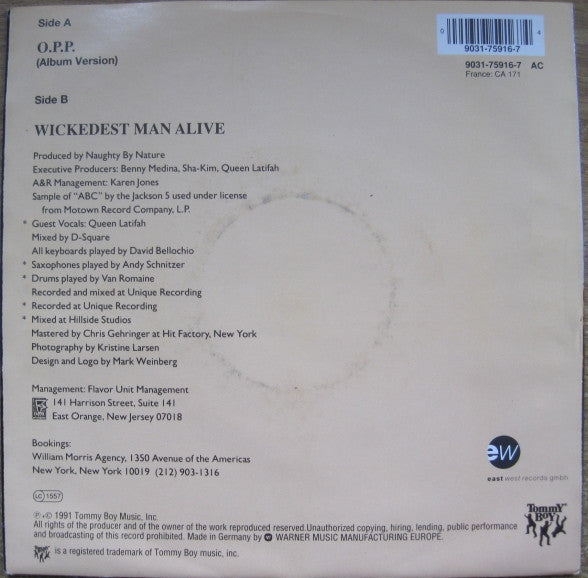 Side A
O.P.P.
(Album Version)
0 4
9031-75916-7
9031-75916-7 AC
France: CA 171
Side B
WICKEDEST MAN ALIVE
Produced by Naughty By Nature
Executive Producers: Benny Medina, Sha-Kim, Queen Latifah
A&R Management: Karen Jones
Sample of "ABC" by the Jackson 5 used under license
from Motown Record Company, L.P.
* Guest Vocals: Queen Latifah
Mixed by D-Square
All keyboards played by David Bellochio
* Saxophones played by Andy Schnitzer
* Drums played by Van Romaine
Recorded and mixed at Unique Recording
* Recorded at Unique Recording
* Mixed at Hillside Studios
Mastered by Chris Gehringer at Hit Factory, New York
Photography by Kristine Larsen
Design and Logo by Mark Weinberg
Management: Flavor Unit Management
141 Harrison Street, Suite 141
East Orange, New Jersey 07018
Bookings:
William Morris Agency, 1350 Avenue of the Americas
New York, New York 10019 (212) 903-1316
ew
east west records gmbh
LC 1557
℗+© 1991 Tommy Boy Music, Inc.
All rights of the producer and of the owner of the work reproduced reserved.Unauthorized copying, hiring, lending, public performance
and broadcasting of this record prohibited. Made in Germany by WARNER MUSIC MANUFACTURING EUROPE.
is a registered trademark of Tommy Boy music, inc.
Tommy
Boy